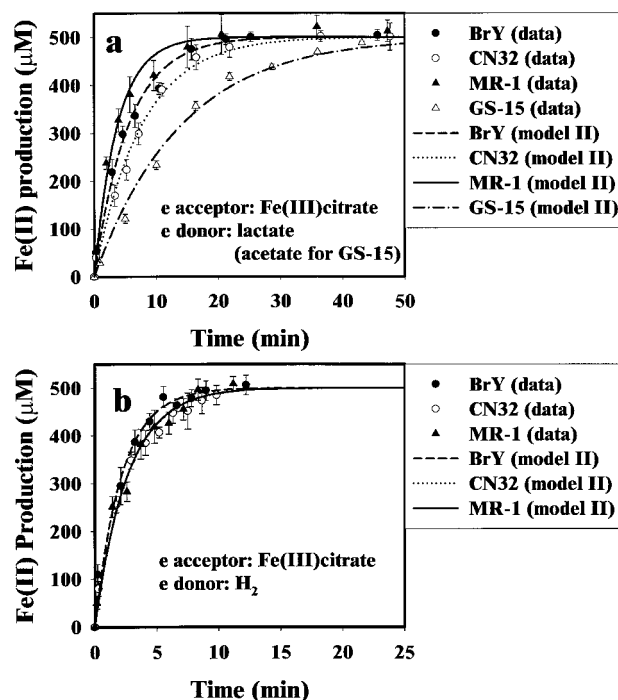 a
Fe(II) production (μM)
500
400
300
200
100
0
e acceptor: Fe(III)citrate
e donor: lactate
(acetate for GS-15)
0 10 20 30 40 50
Time (min)
BrY (data)
CN32 (data)
MR-1 (data)
GS-15 (data)
BrY (model II)
CN32 (model II)
MR-1 (model II)
GS-15 (model II)
b
Fe(II) Production (μM)
500
400
300
200
100
0
e acceptor: Fe(III)citrate
e donor: H₂
0 5 10 15 20 25
Time (min)
BrY (data)
CN32 (data)
MR-1 (data)
BrY (model II)
CN32 (model II)
MR-1 (model II)